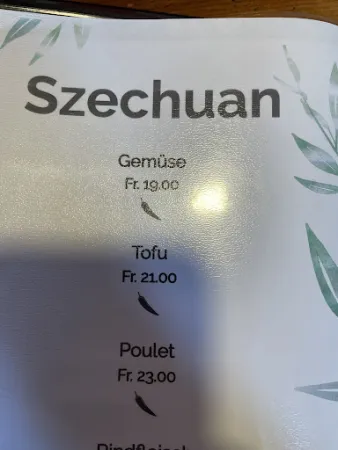 Szechuan
Gemüse
Fr. 19.00
Tofu
Fr. 21.00
Poulet
Fr. 23.00